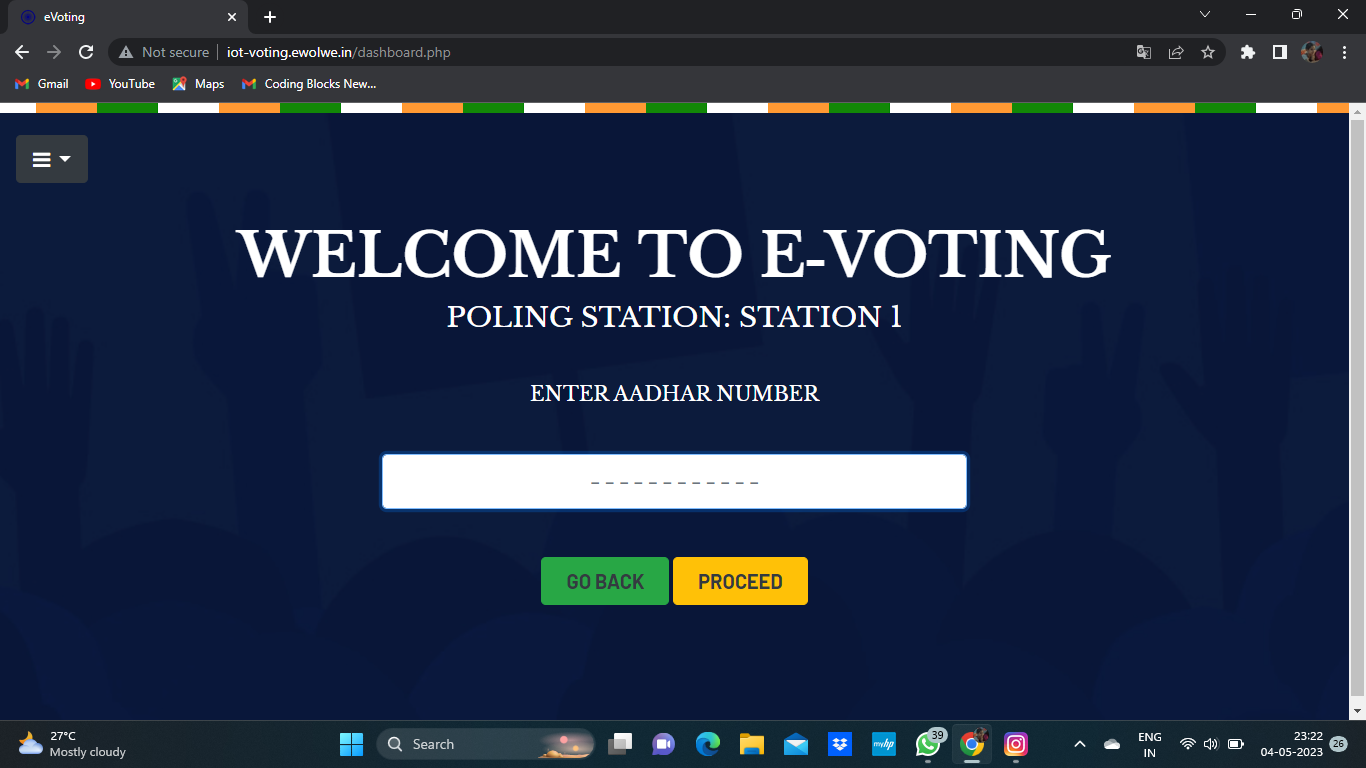 eVoting
Not secure
iot-voting.ewolwe.in/dashboard.php
Gmail
YouTube
Maps
Coding Blocks New...
WELCOME TO E-VOTING
POLING STATION: STATION 1
ENTER AADHAR NUMBER
_ _ _ _ _ _ _ _ _ _ _ _
GO BACK
PROCEED
27°C
Mostly cloudy
Search
myhp
39
ENG
IN
23:22
04-05-2023
26